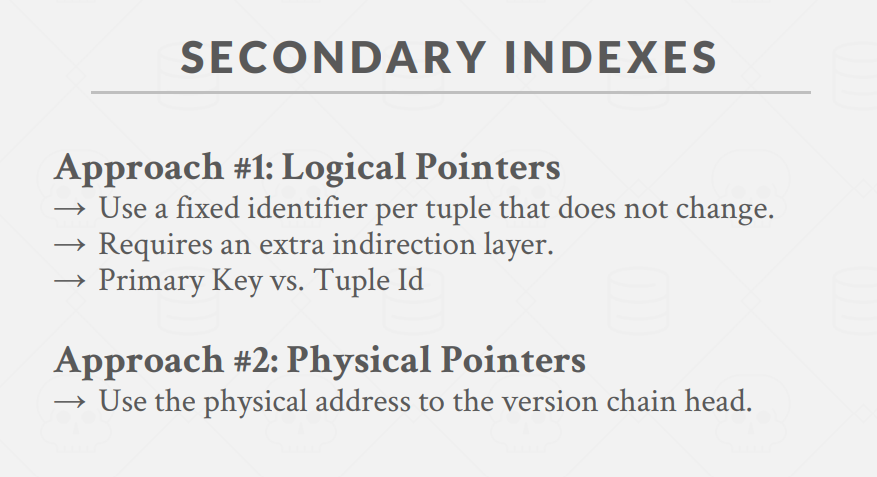 SECONDARY INDEXES
Approach #1: Logical Pointers
→ Use a fixed identifier per tuple that does not change.
→ Requires an extra indirection layer.
→ Primary Key vs. Tuple Id
Approach #2: Physical Pointers
→ Use the physical address to the version chain head.